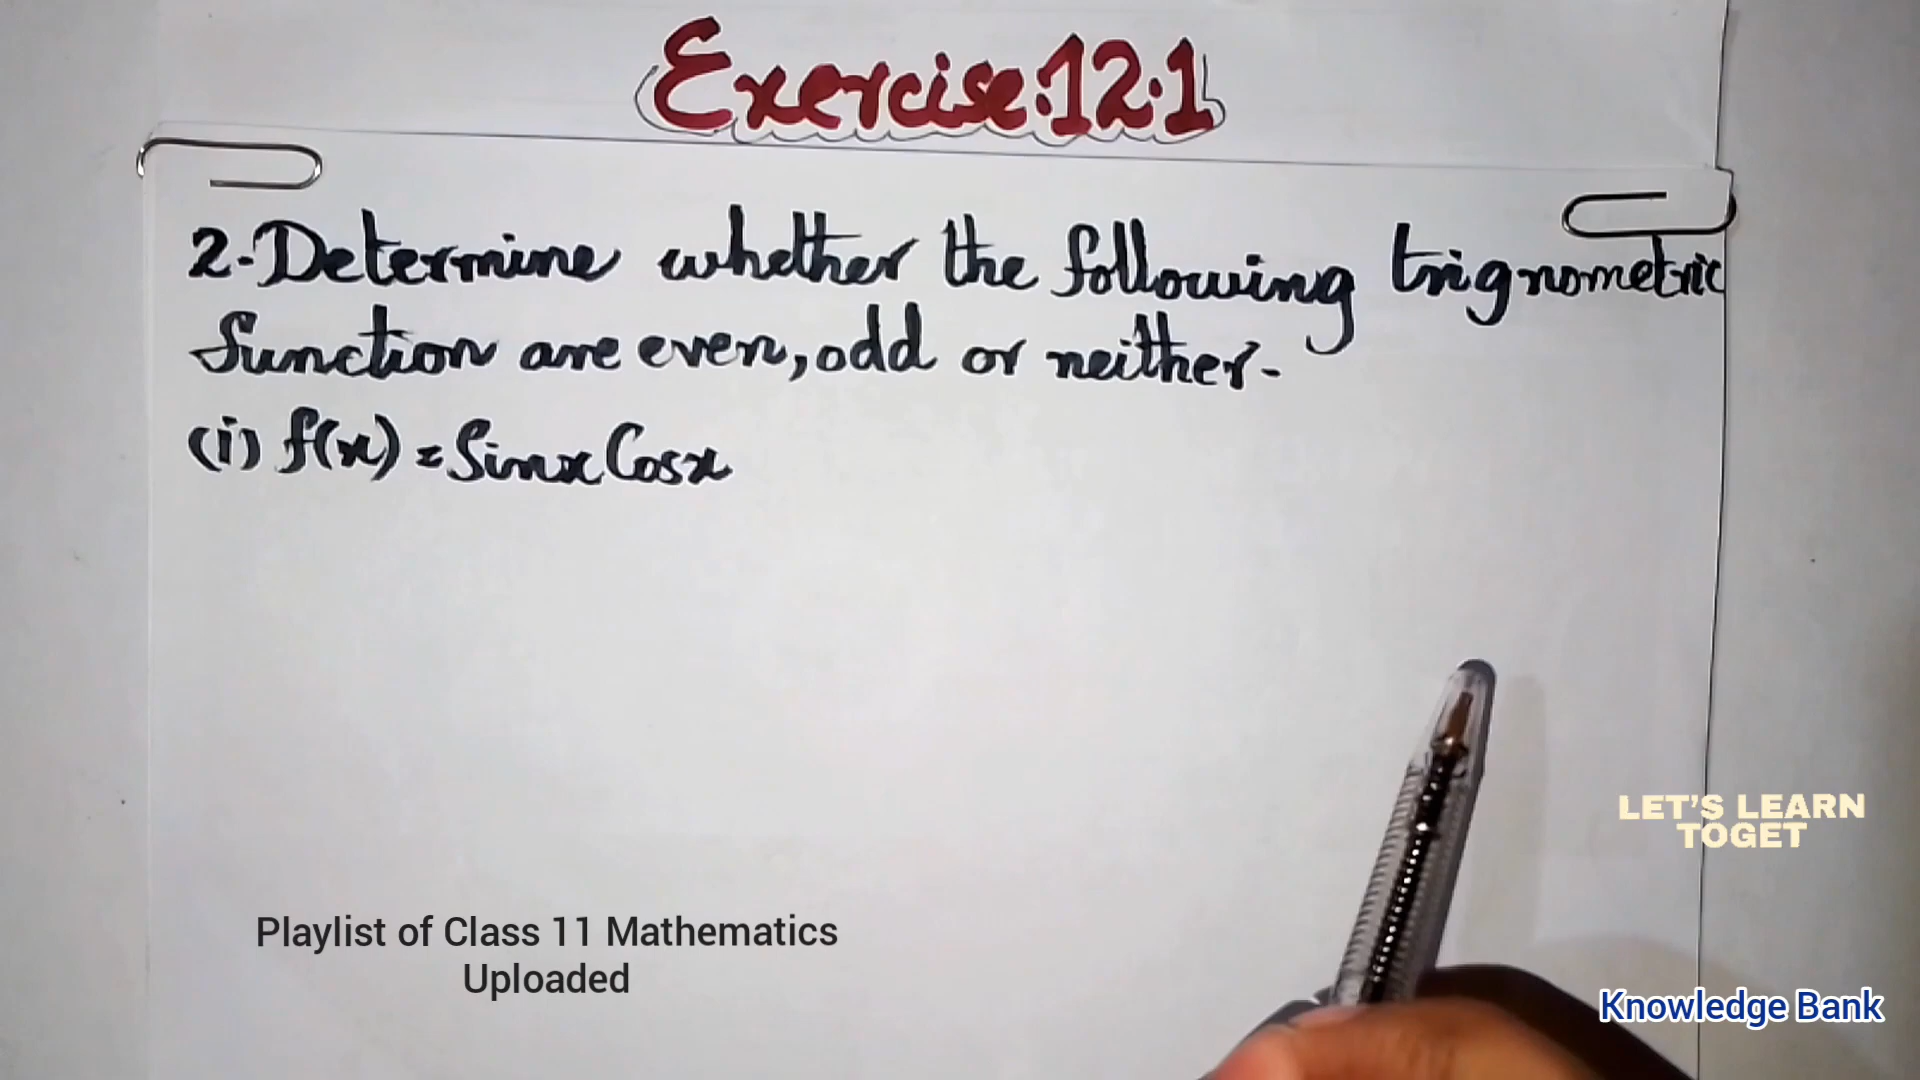 Exercise:12.1
2. Determine whether the following trignometric
function are even, odd or neither.
(i) f(x) = Sinx Cosx
LET'S LEARN
TOGET
Playlist of Class 11 Mathematics
Uploaded
Knowledge Bank